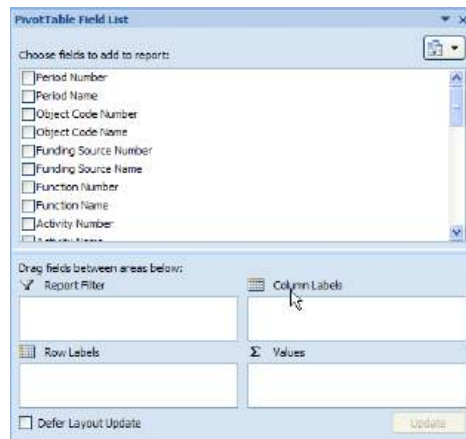 PivotTable Field List
Choose fields to add to report:
Period Number
Period Name
Object Code Number
Object Code Name
Funding Source Number
Funding Source Name
Function Number
Function Name
Activity Number
Activity Name
Drag fields between areas below:
Report Filter
Column Labels
Row Labels
Σ Values
Defer Layout Update
Update